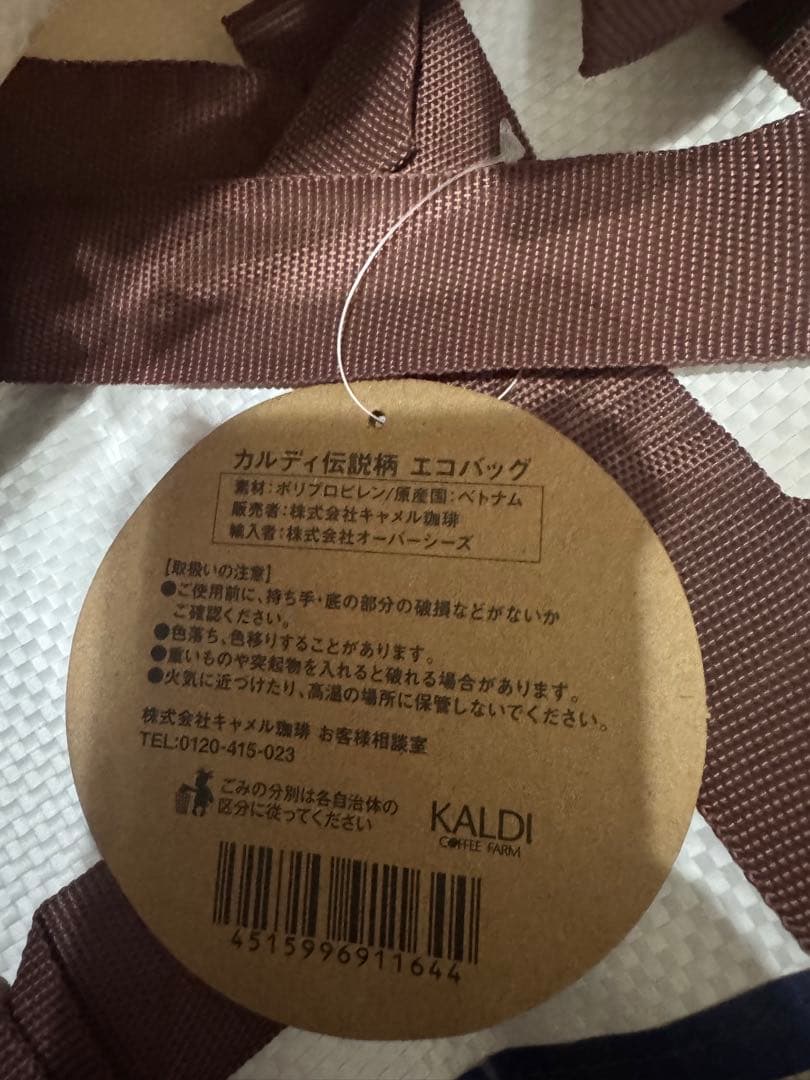 カルディ伝説柄 エコバッグ
素材:ポリプロピレン/原産国:ベトナム
販売者:株式会社キャメル珈琲
輸入者:株式会社オーバーシーズ
【取扱いの注意】
●ご使用前に、持ち手・底の部分の破損などがないか
ご確認ください。
●色落ち、色移りすることがあります。
●重いものや突起物を入れると破れる場合があります。
●火気に近づけたり、高温の場所に保管しないでください。
株式会社キャメル珈琲 お客様相談室
TEL:0120-415-023
ごみの分別は各自治体の
区分に従ってください
KALDI
COFFEE FARM
4515996911644